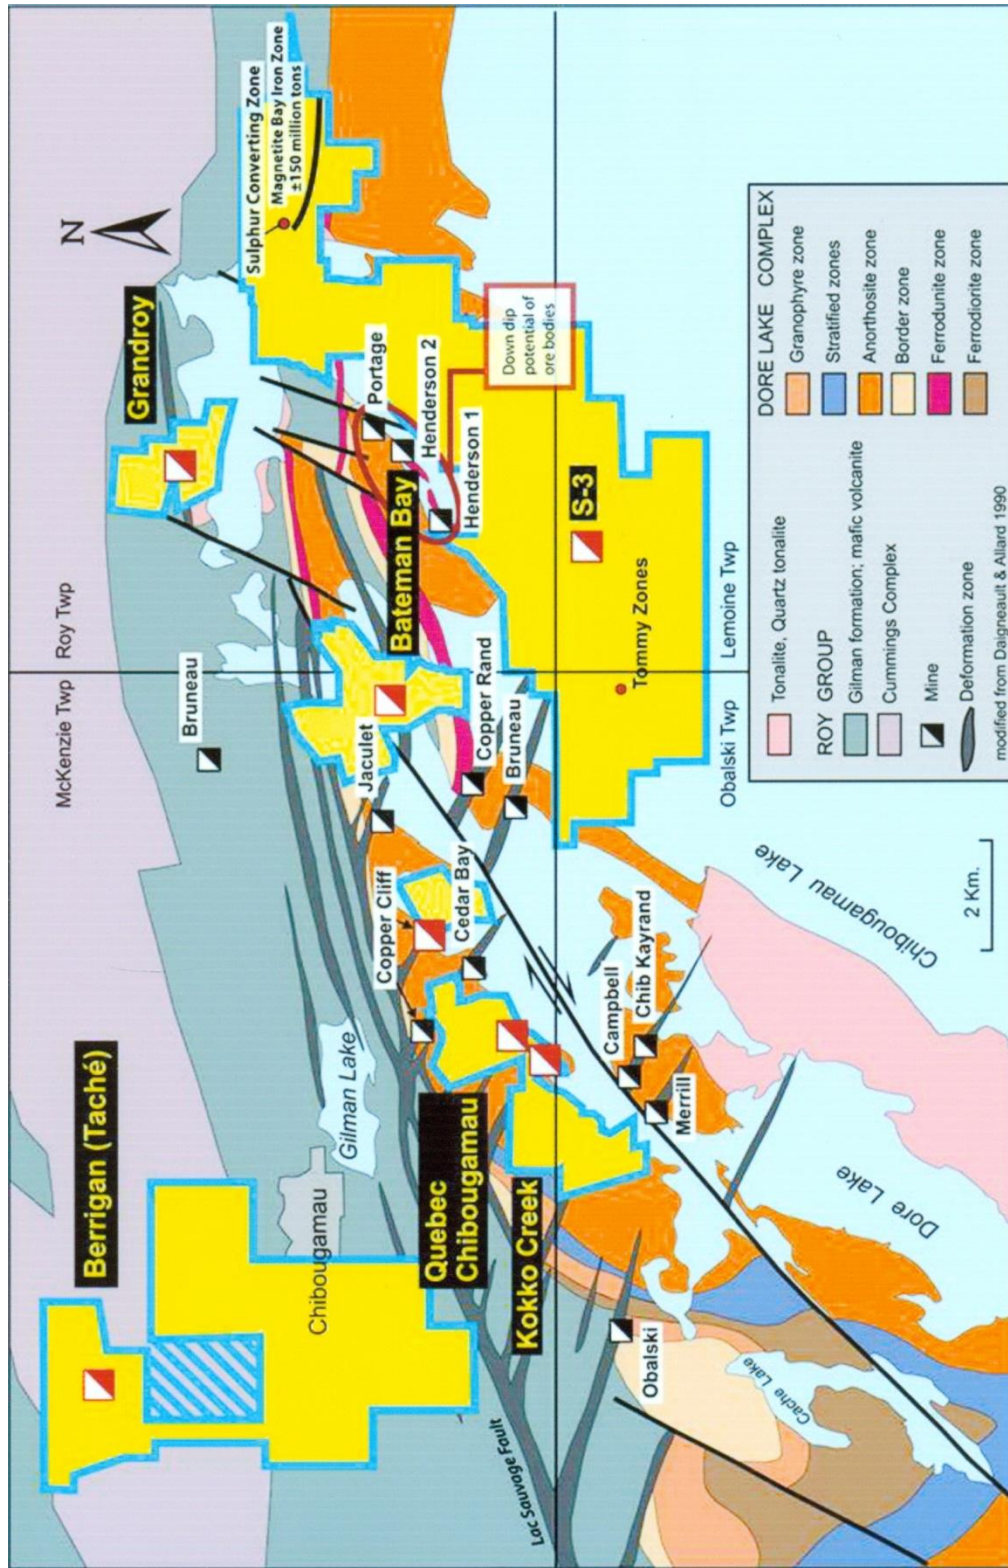 McKenzie Twp
Roy Twp
N
Sulphur Converting Zone
Magnetite Bay Iron Zone
±150 million tons
Berrigan (Taché)
Grandroy
Bruneau
Gilman Lake
Chibougamau
Jaculet
Bateman Bay
Portage
Copper Cliff
Henderson 2
Henderson 1
Cedar Bay
Copper Rand
Bruneau
Quebec
Chibougamau
Down dip
potential of
ore bodies
Kokko Creek
S-3
Lac Sauvage Fault
Campbell
Chib Kayrand
Merrill
Tommy Zones
Obalski
Obalski Twp
Lemoine Twp
Chibougamau Lake
Dore Lake
Cache Lake
2 Km.
Tonalite, Quartz tonalite
ROY GROUP
Gilman formation; mafic volcanite
Cummings Complex
Mine
Deformation zone
modified from Daigneault & Allard 1990
DORE LAKE COMPLEX
Granophyre zone
Stratified zones
Anorthosite zone
Border zone
Ferrodunite zone
Ferrodiorite zone